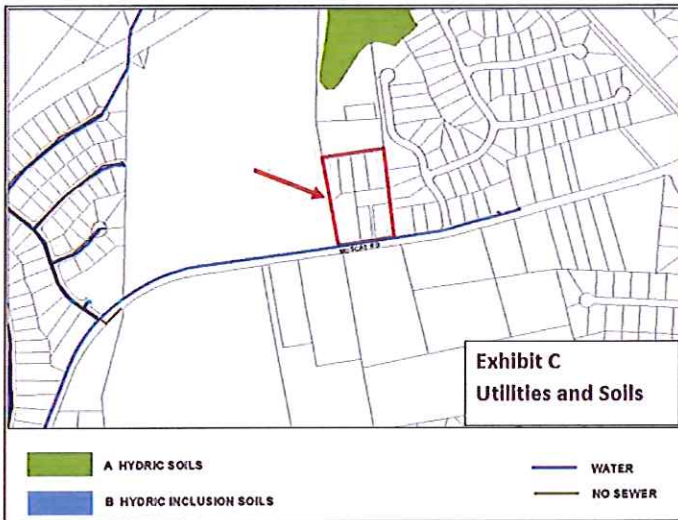 Exhibit C
Utilities and Soils
A HYDRIC SOILS
B HYDRIC INCLUSION SOILS
WATER
NO SEWER